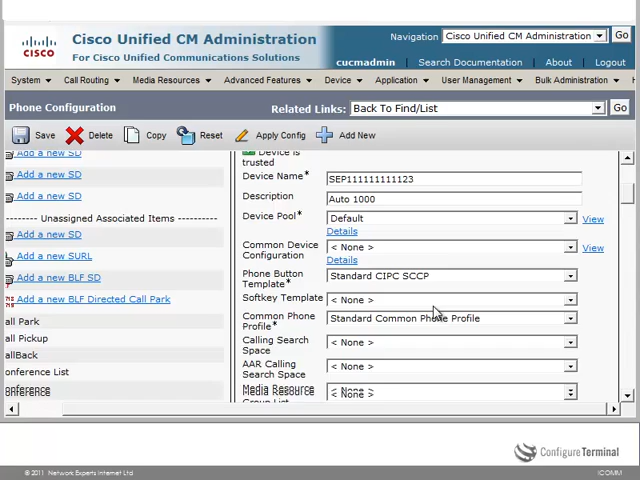 CISCO
Cisco Unified CM Administration
For Cisco Unified Communications Solutions
Navigation Cisco Unified CM Administration Go
cucmadmin Search Documentation About Logout
System Call Routing Media Resources Advanced Features Device Application User Management Bulk Administration
Phone Configuration
Related Links: Back To Find/List Go
Save Delete Copy Reset Apply Config Add New
Add a new SD
Add a new SD
Add a new SD
-------- Unassigned Associated Items --------
Add a new SD
Add a new SURL
Add a new BLF SD
Add a new BLF Directed Call Park
all Park
all Pickup
allBack
onference List
onference
Device is
trusted
Device Name* SEP111111111123
Description Auto 1000
Device Pool* Default View
Details
Common Device
Configuration < None > View
Details
Phone Button
Template* Standard CIPC SCCP
Softkey Template < None >
Common Phone
Profile* Standard Common Phone Profile
Calling Search
Space < None >
AAR Calling
Search Space < None >
Media Resource
Group List < None >
ConfigureTerminal
© 2011 Network Experts Internet Ltd
ICOMM